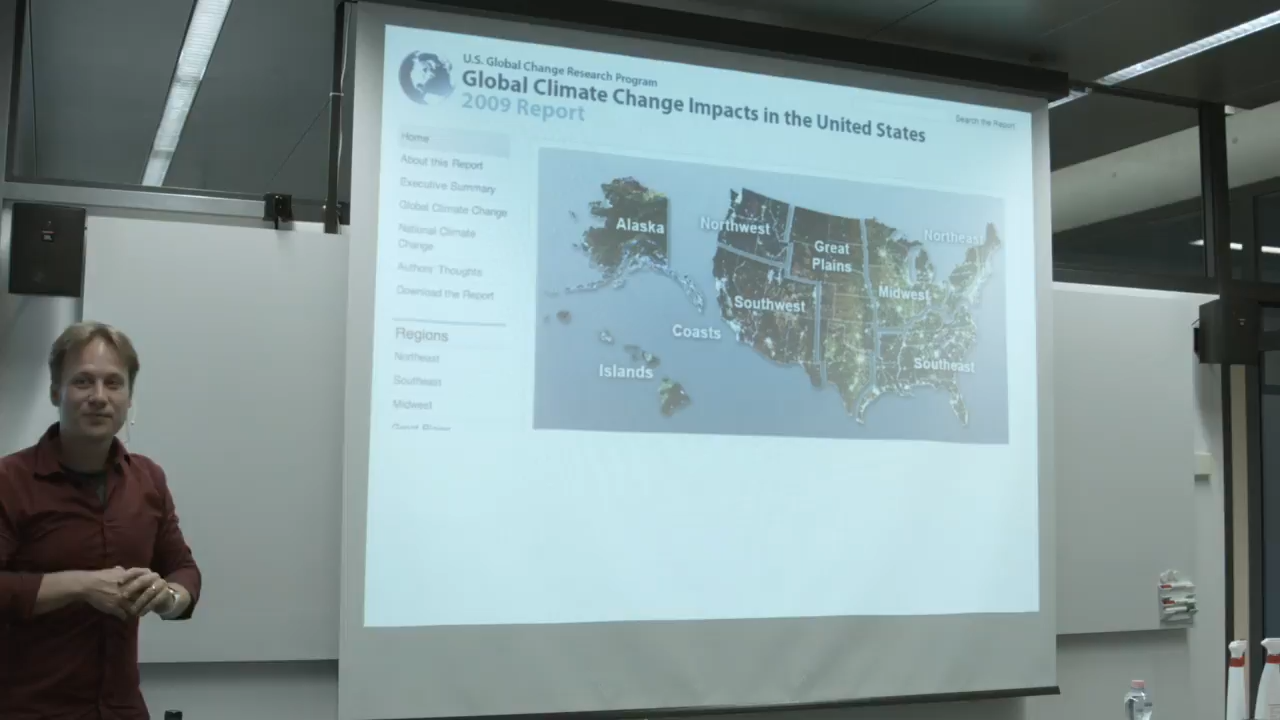 U.S. Global Change Research Program
Global Climate Change Impacts in the United States
2009 Report
Search the Report
Home
About this Report
Executive Summary
Global Climate Change
National Climate
Change
Authors' Thoughts
Download the Report
Regions
Northeast
Southeast
Midwest
Great Plains
Alaska
Northwest
Great
Plains
Northeast
Southwest
Midwest
Coasts
Islands
Southeast